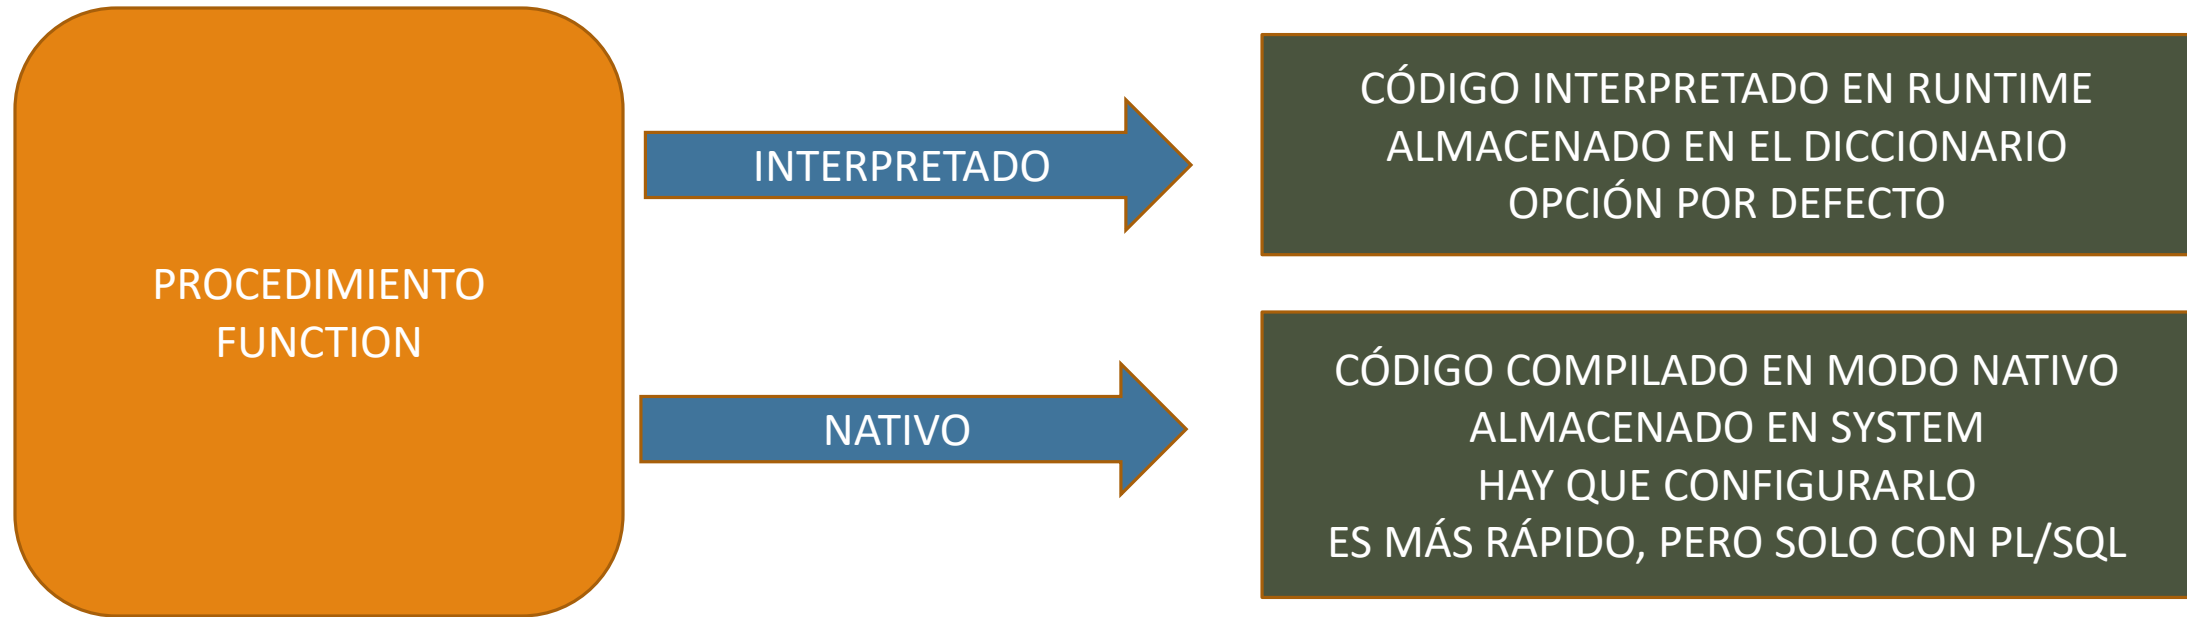 PROCEDIMIENTO
FUNCTION
INTERPRETADO
CÓDIGO INTERPRETADO EN RUNTIME
ALMACENADO EN EL DICCIONARIO
OPCIÓN POR DEFECTO
NATIVO
CÓDIGO COMPILADO EN MODO NATIVO
ALMACENADO EN SYSTEM
HAY QUE CONFIGURARLO
ES MÁS RÁPIDO, PERO SOLO CON PL/SQL